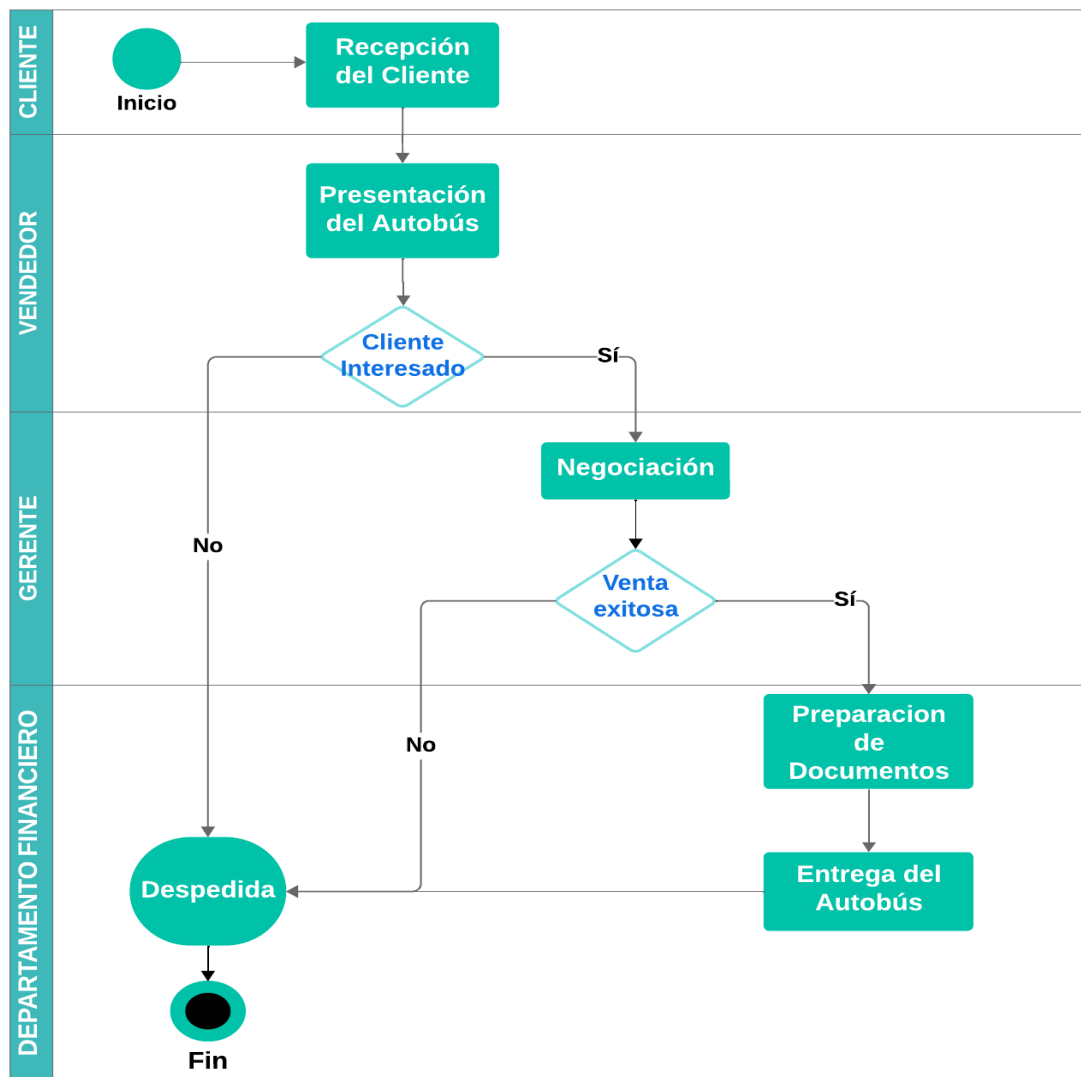 CLIENTE
Inicio
Recepción
del Cliente
VENDEDOR
Presentación
del Autobús
Cliente
Interesado
Sí
GERENTE
Negociación
No
Venta
exitosa
Sí
DEPARTAMENTO FINANCIERO
No
Preparacion
de
Documentos
Despedida
Entrega del
Autobús
Fin